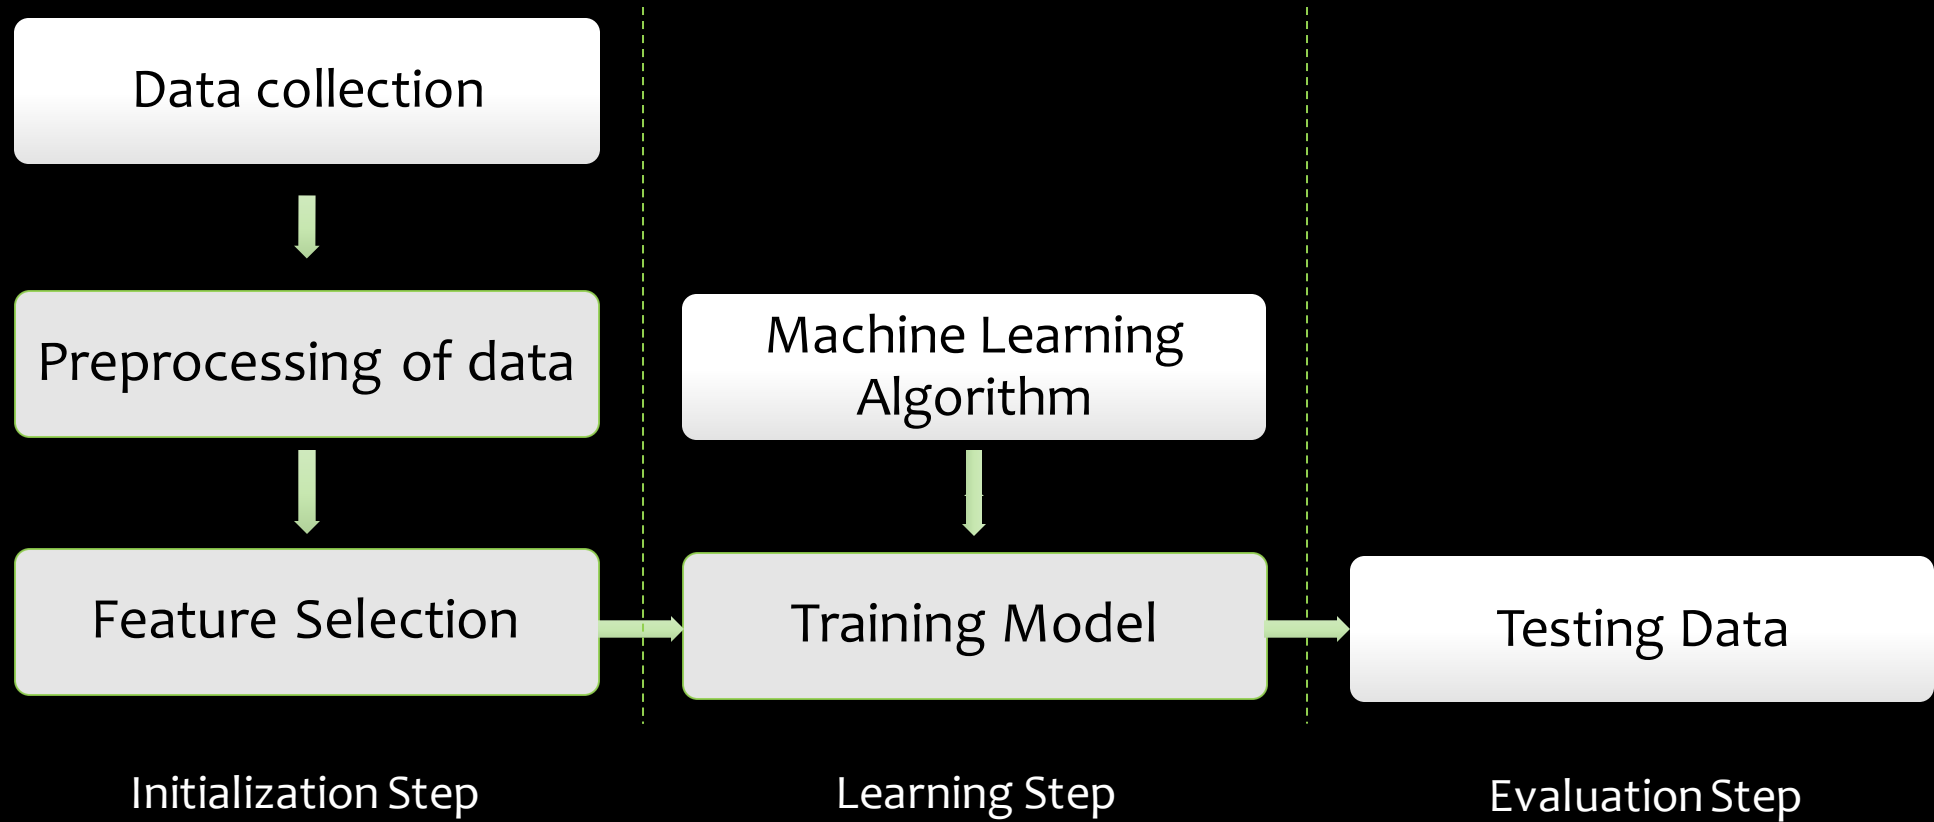 Data collection
Preprocessing of data
Feature Selection
Machine Learning
Algorithm
Training Model
Testing Data
Initialization Step
Learning Step
Evaluation Step